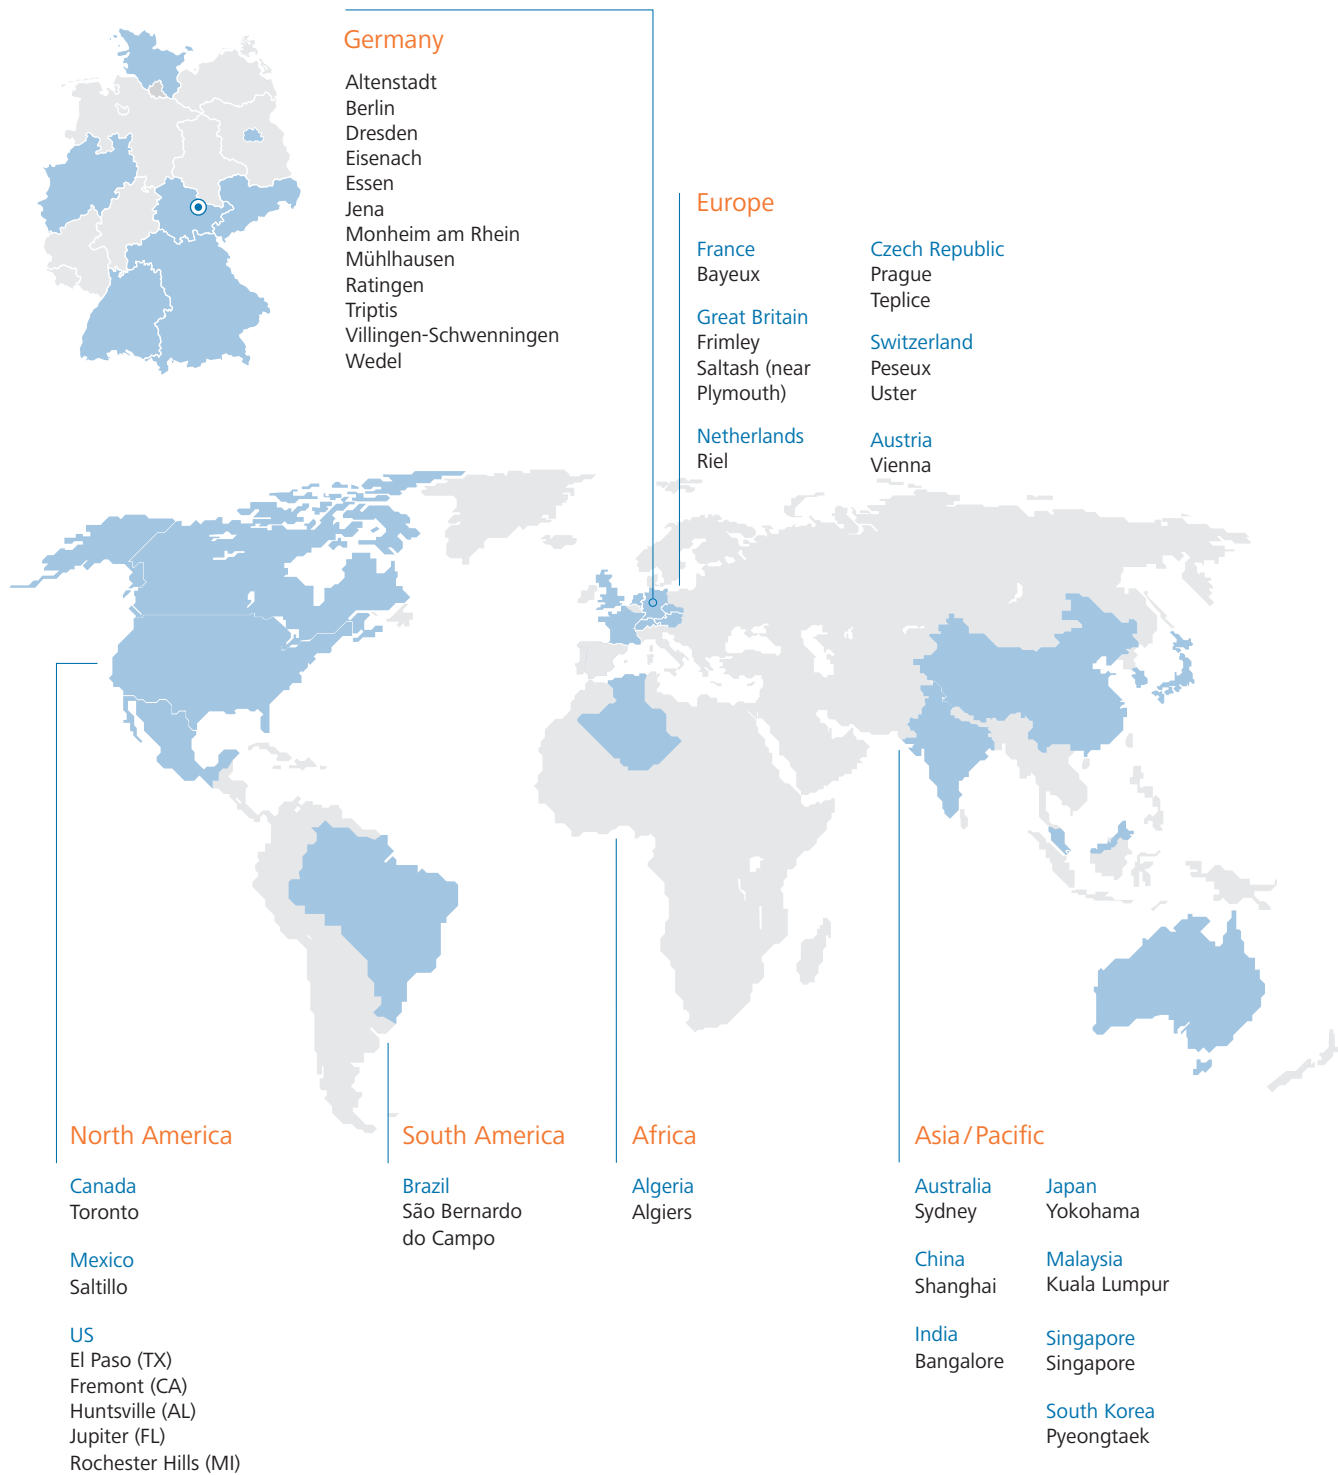 Germany
Altenstadt
Berlin
Dresden
Eisenach
Essen
Jena
Monheim am Rhein
Mühlhausen
Ratingen
Triptis
Villingen-Schwenningen
Wedel
Europe
France
Bayeux
Great Britain
Frimley
Saltash (near
Plymouth)
Netherlands
Riel
Czech Republic
Prague
Teplice
Switzerland
Peseux
Uster
Austria
Vienna
North America
Canada
Toronto
Mexico
Saltillo
US
El Paso (TX)
Fremont (CA)
Huntsville (AL)
Jupiter (FL)
Rochester Hills (MI)
South America
Brazil
São Bernardo
do Campo
Africa
Algeria
Algiers
Asia/Pacific
Australia
Sydney
China
Shanghai
India
Bangalore
Japan
Yokohama
Malaysia
Kuala Lumpur
Singapore
Singapore
South Korea
Pyeongtaek